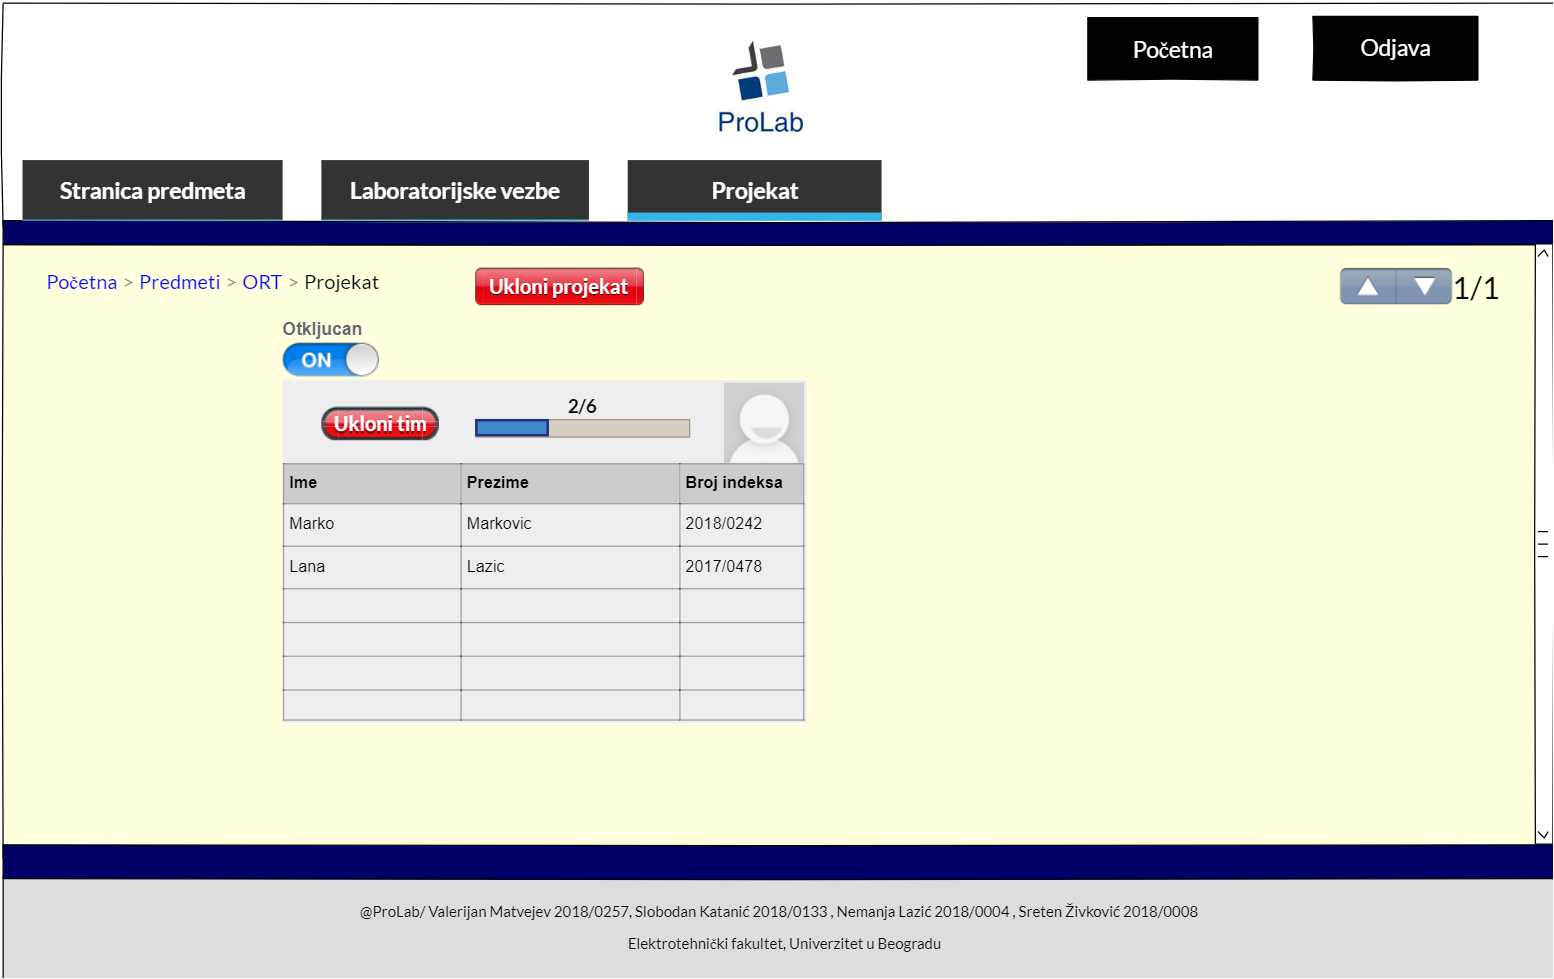 Početna
Odjava
ProLab
Stranica predmeta
Laboratorijske vezbe
Projekat
Početna > Predmeti > ORT > Projekat
Ukloni projekat
1/1
Otkljucan
ON
Ukloni tim
2/6
Ime Prezime Broj indeksa
Marko Markovic 2018/0242
Lana Lazic 2017/0478
@ProLab/ Valerijan Matvejev 2018/0257, Slobodan Katanić 2018/0133 , Nemanja Lazić 2018/0004 , Sreten Živković 2018/0008
Elektrotehnički fakultet, Univerzitet u Beogradu